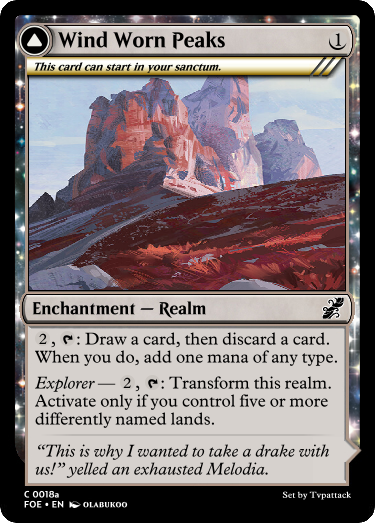 Wind Worn Peaks 1
This card can start in your sanctum.
Enchantment — Realm
2, : Draw a card, then discard a card.
When you do, add one mana of any type.
Explorer — 2, : Transform this realm.
Activate only if you control five or more
differently named lands.
“This is why I wanted to take a drake with
us!” yelled an exhausted Melodia.
C 0018a
Set by Tvpattack
FOE • EN OLABUKOO